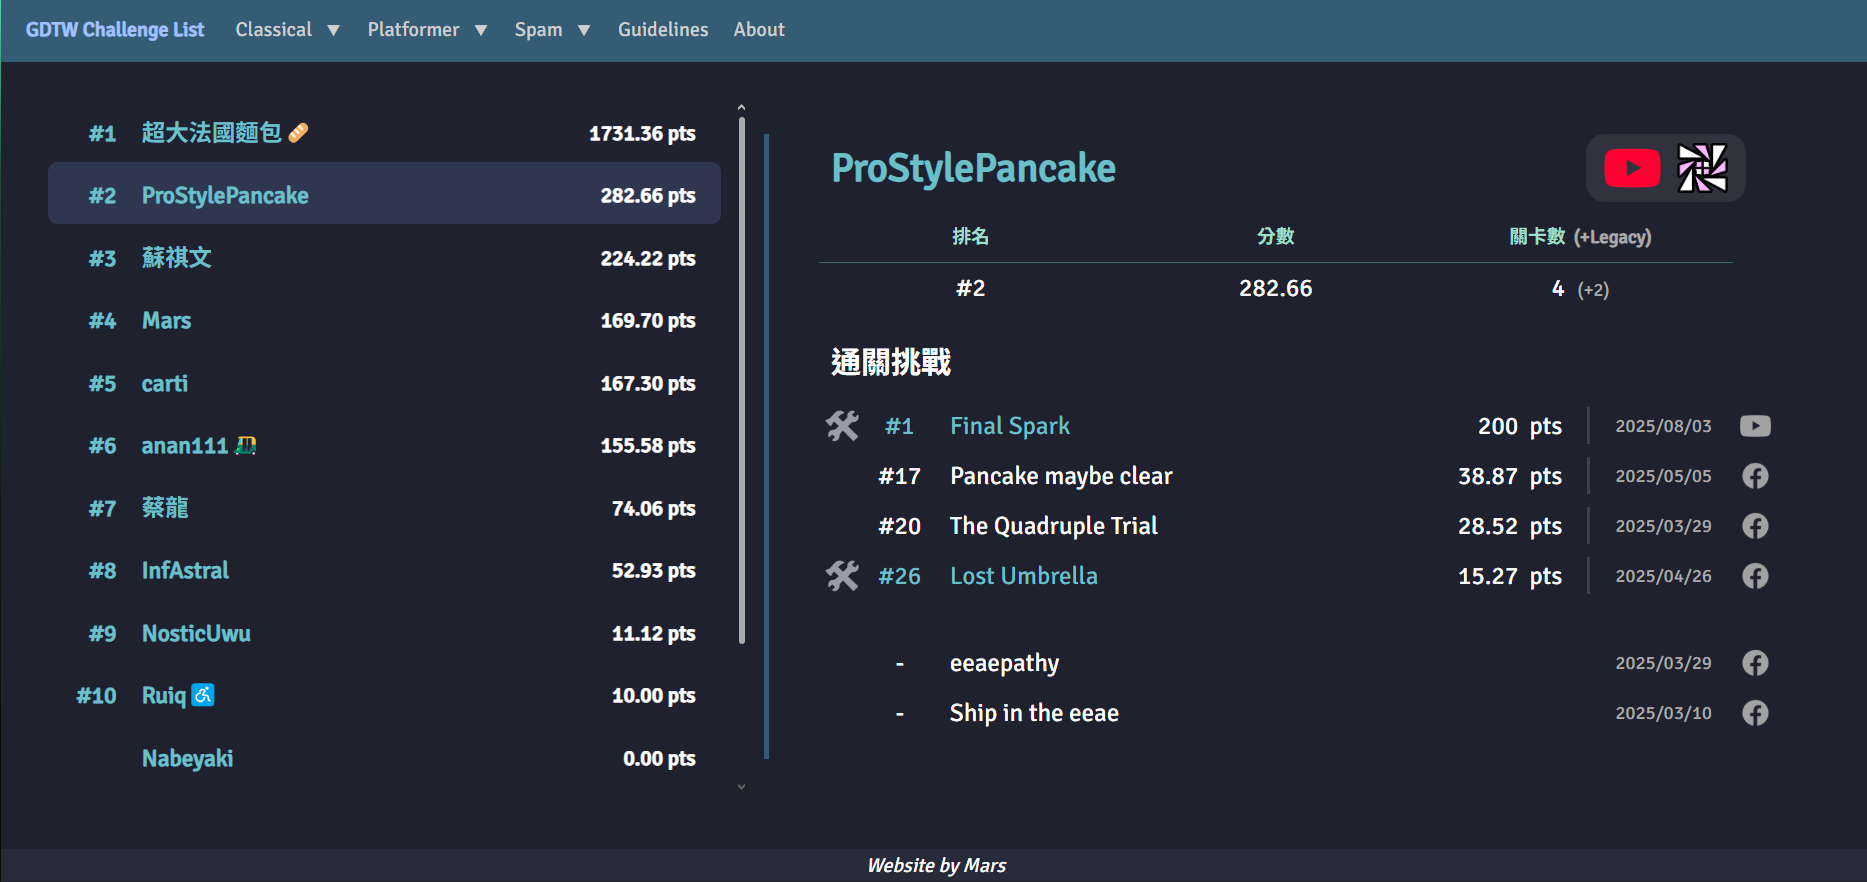 GDTW Challenge List Classical ▼ Platformer ▼ Spam ▼ Guidelines About
#1 超大法國麵包🥖 1731.36 pts
#2 ProStylePancake 282.66 pts
#3 蘇祺文 224.22 pts
#4 Mars 169.70 pts
#5 carti 167.30 pts
#6 anan111 155.58 pts
#7 蔡龍 74.06 pts
#8 InfAstral 52.93 pts
#9 NosticUwu 11.12 pts
#10 Ruiq 10.00 pts
Nabeyaki 0.00 pts
ProStylePancake
排名 分數 關卡數 (+Legacy)
#2 282.66 4 (+2)
通關挑戰
#1 Final Spark 200 pts 2025/08/03
#17 Pancake maybe clear 38.87 pts 2025/05/05
#20 The Quadruple Trial 28.52 pts 2025/03/29
#26 Lost Umbrella 15.27 pts 2025/04/26
- eeaepathy 2025/03/29
- Ship in the eeae 2025/03/10
Website by Mars